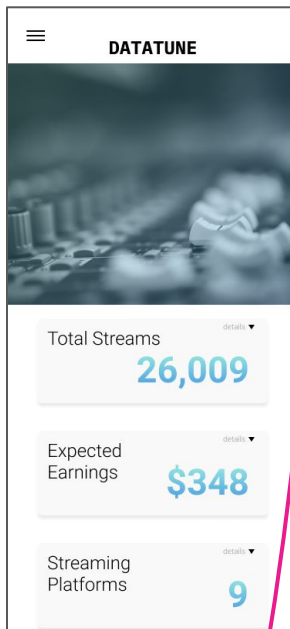 DATATUNE
details ▼
Total Streams
26,009
details ▼
Expected
Earnings
$348
details ▼
Streaming
Platforms
9